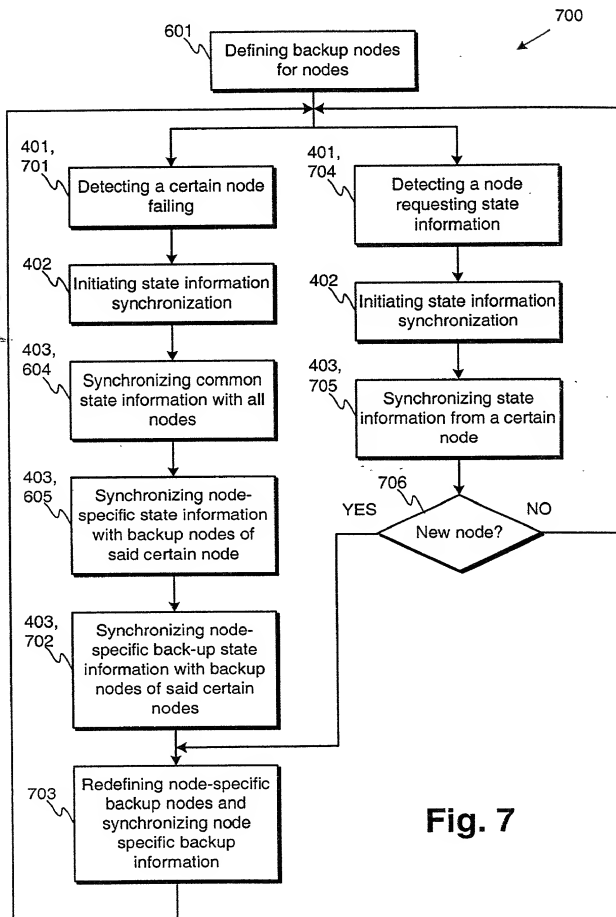 601
Defining backup nodes
for nodes
700
401,
701
Detecting a certain node
failing
402
Initiating state information
synchronization
403,
604
Synchronizing common
state information with all
nodes
403,
605
Synchronizing node-
specific state information
with backup nodes of
said certain node
403,
702
Synchronizing node-
specific back-up state
information with backup
nodes of said certain
nodes
703
Redefining node-specific
backup nodes and
synchronizing node
specific backup
information
401,
704
Detecting a node
requesting state
information
402
Initiating state information
synchronization
403,
705
Synchronizing state
information from a certain
node
706
YES
NO
New node?
Fig. 7